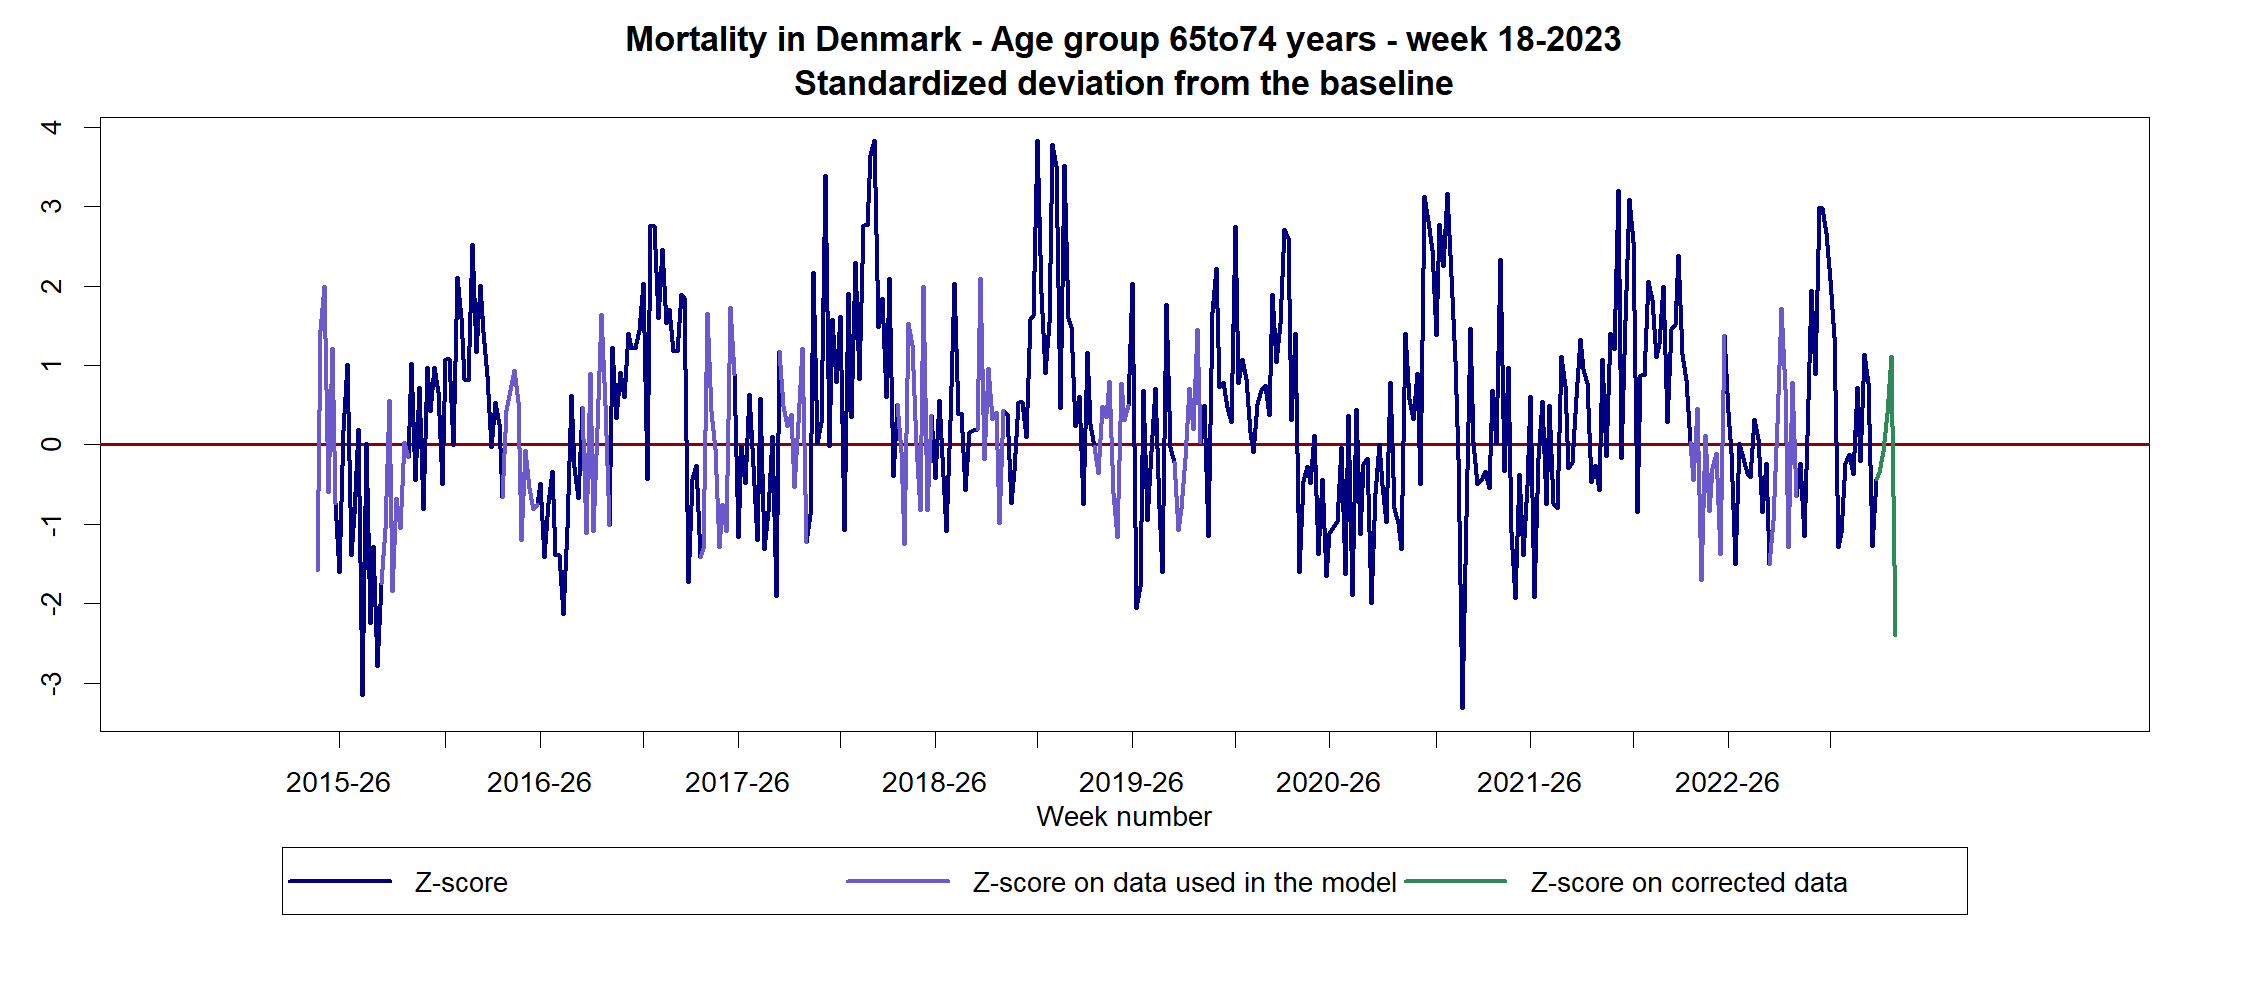 Mortality in Denmark - Age group 65to74 years - week 18-2023
Standardized deviation from the baseline
4
3
2
1
0
-1
-2
-3
2015-26 2016-26 2017-26 2018-26 2019-26 2020-26 2021-26 2022-26
Week number
Z-score Z-score on data used in the model Z-score on corrected data